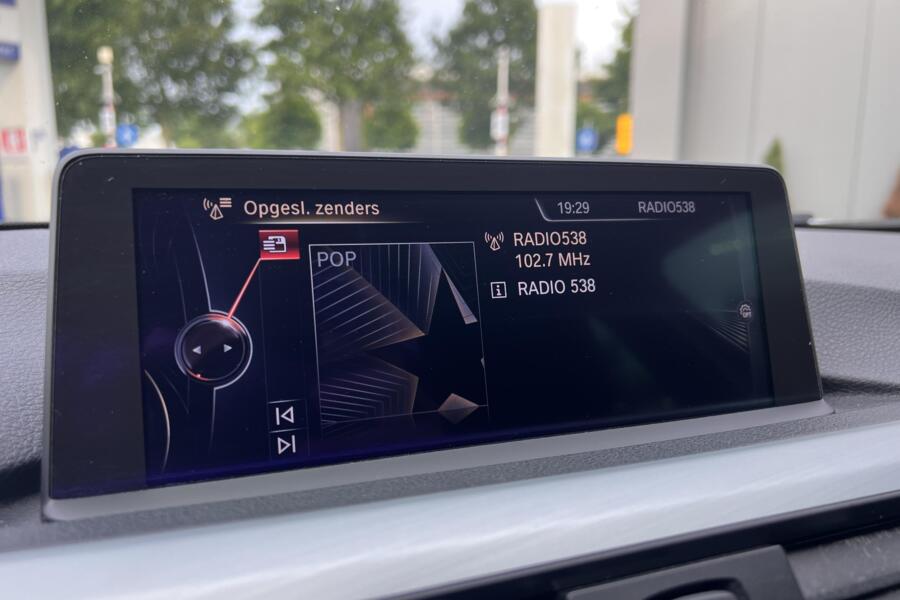 Opgesl. zenders
19:29
RADIO538
POP
RADIO538
102.7 MHz
RADIO 538